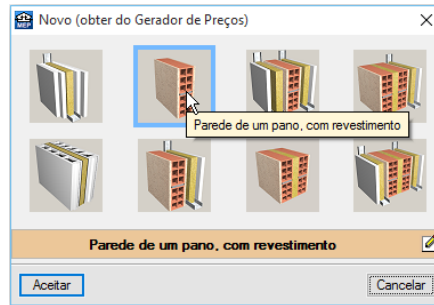 MEP
Novo (obter do Gerador de Preços)
Parede de um pano, com revestimento
Parede de um pano, com revestimento
Aceitar
Cancelar